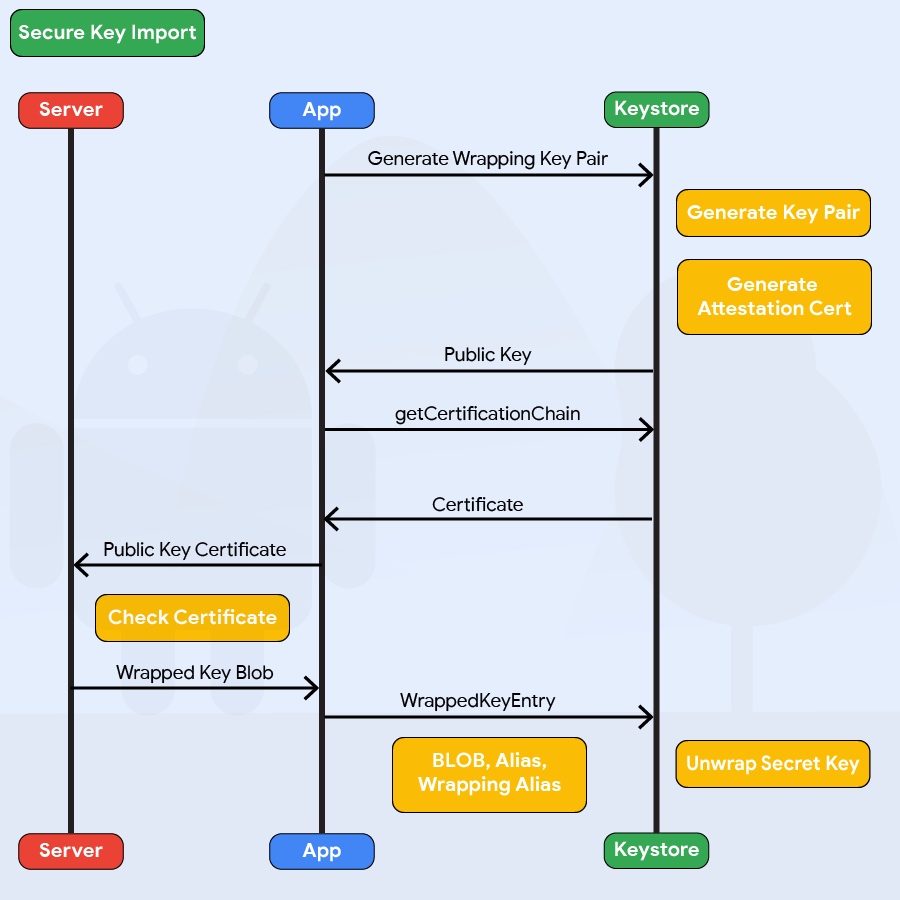 Secure Key Import
Server
App
Keystore
Generate Wrapping Key Pair
Generate Key Pair
Generate
Attestation Cert
Public Key
getCertificationChain
Certificate
Public Key Certificate
Check Certificate
Wrapped Key Blob
WrappedKeyEntry
BLOB, Alias,
Wrapping Alias
Unwrap Secret Key
Server
App
Keystore